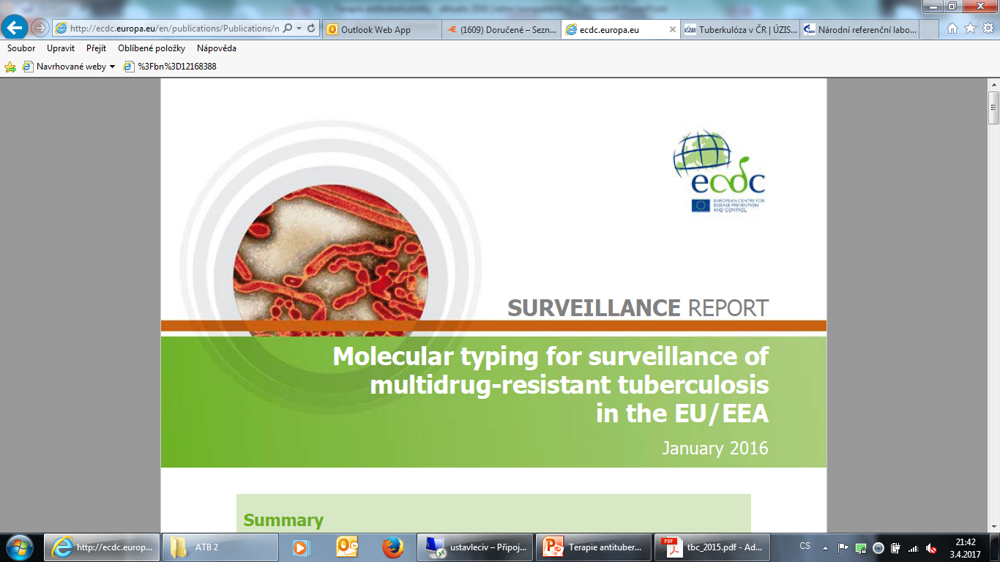 http://ecdc.europa.eu/en/publications/Publications/n
Outlook Web App
(1609) Doručené – Sezn...
ecdc.europa.eu
Tuberkulóza v ČR | ÚZIS...
Národní referenční labo...
Soubor Upravit Přejít Oblíbené položky Nápověda
Navrhované weby %3Fbn%3D12168388
ecdc
EUROPEAN CENTRE FOR
DISEASE PREVENTION
AND CONTROL
SURVEILLANCE REPORT
Molecular typing for surveillance of
multidrug-resistant tuberculosis
in the EU/EEA
January 2016
Summary
http://ecdc.europ...
ATB 2
ustavleciv – Připoj...
Terapie antituber...
tbc_2015.pdf - Ad...
CS
21:42
3.4.2017